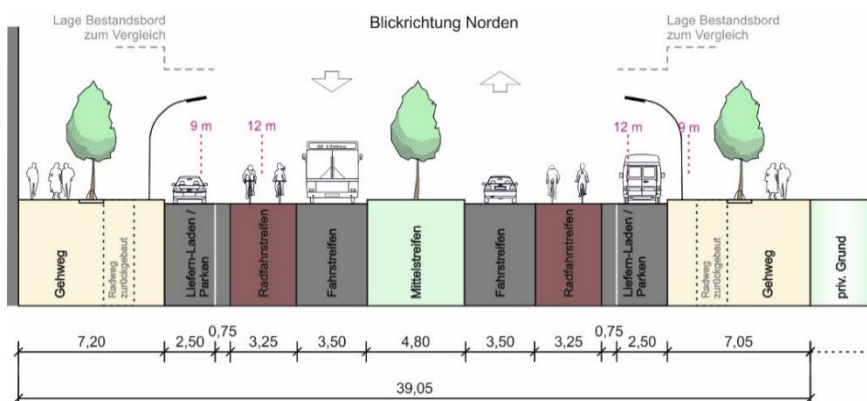 Lage Bestandsbord
zum Vergleich
Blickrichtung Norden
Lage Bestandsbord
zum Vergleich
9 m
12 m
12 m
9 m
Gehweg
Radweg
zurückgebaut
Liefern-Laden /
Parken
Radfahrstreifen
Fahrstreifen
Mittelstreifen
Fahrstreifen
Radfahrstreifen
Liefern-Laden /
Parken
Radweg
zurückgebaut
Gehweg
priv. Grund
7,20
2,50
0,75
3,25
3,50
4,80
3,50
3,25
0,75
2,50
7,05
39,05